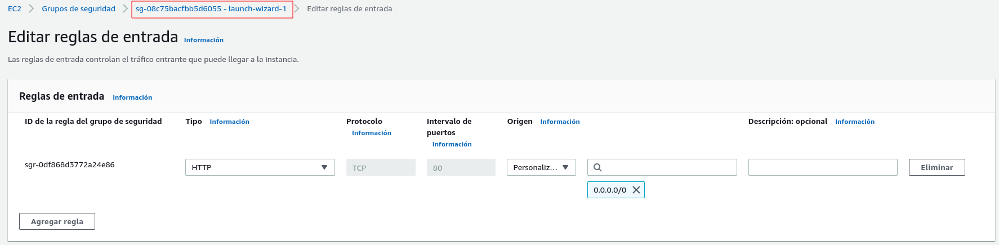 EC2 Grupos de seguridad sg-08c75bacfbb5d6055 - launch-wizard-1 Editar reglas de entrada
Editar reglas de entrada Información
Las reglas de entrada controlan el tráfico entrante que puede llegar a la instancia.
Reglas de entrada Información
ID de la regla del grupo de seguridad Tipo Información Protocolo Información Intervalo de puertos Información Origen Información Descripción: opcional Información
sgr-0df868d3772a24e86 HTTP TCP 80 Personaliz... Eliminar
0.0.0.0/0
Agregar regla